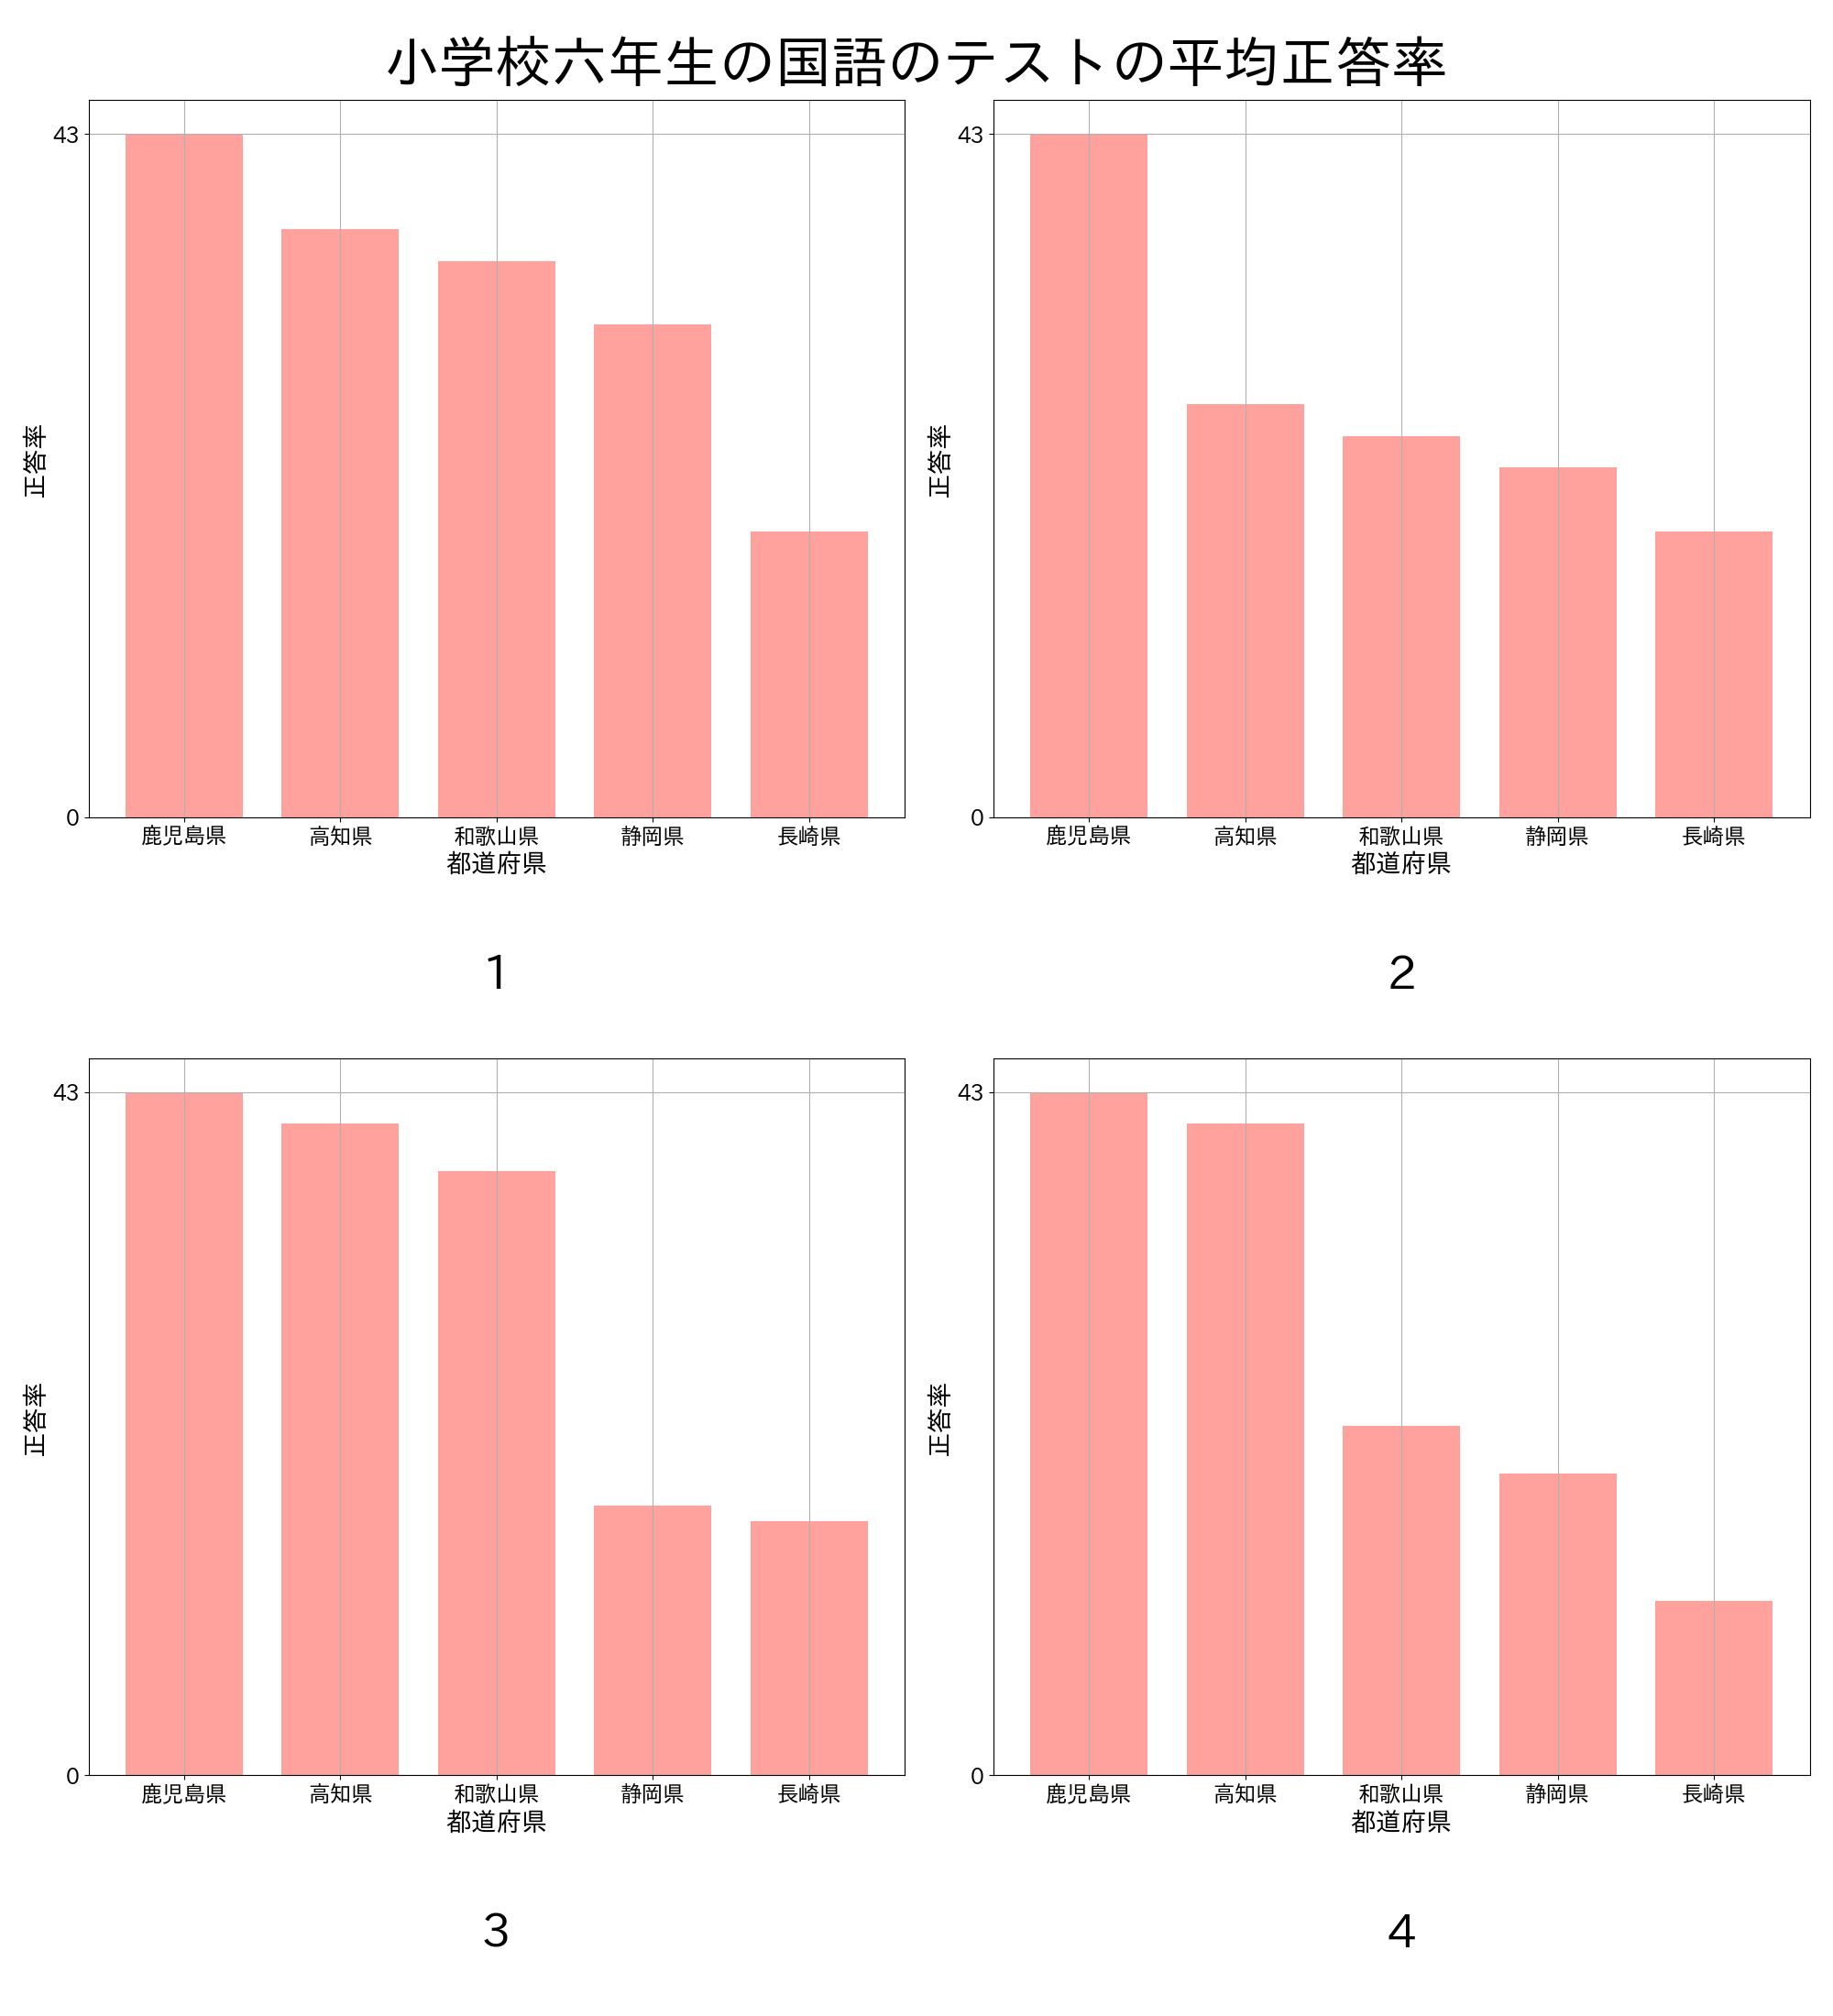 小学校六年生の国語のテストの平均正答率
43
0
正答率
鹿児島県 高知県 和歌山県 静岡県 長崎県
都道府県
1
43
0
正答率
鹿児島県 高知県 和歌山県 静岡県 長崎県
都道府県
2
43
0
正答率
鹿児島県 高知県 和歌山県 静岡県 長崎県
都道府県
3
43
0
正答率
鹿児島県 高知県 和歌山県 静岡県 長崎県
都道府県
4